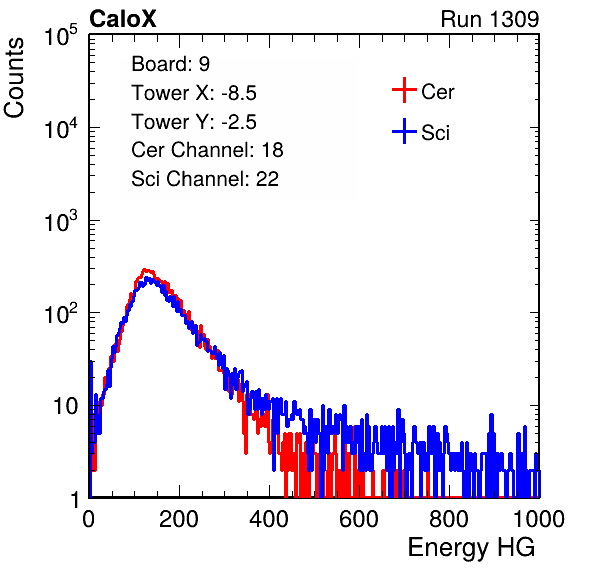 CaloX Run 1309
Counts
Board: 9
Tower X: -8.5
Tower Y: -2.5
Cer Channel: 18
Sci Channel: 22
Cer
Sci
10^5
10^4
10^3
10^2
10
1
0 200 400 600 800 1000
Energy HG